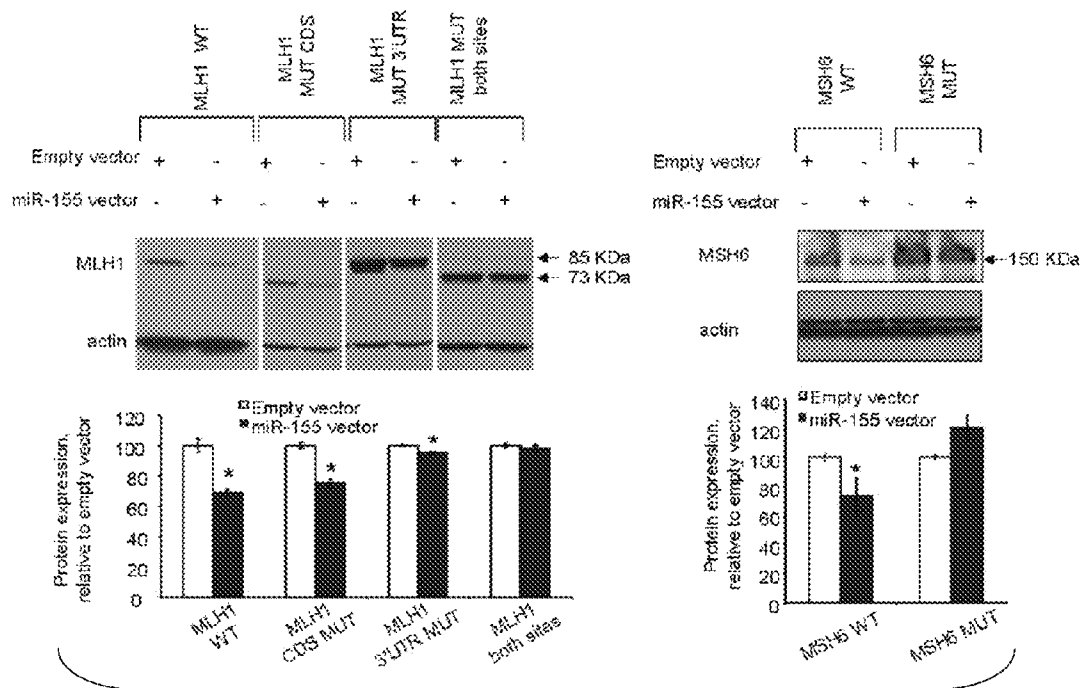 MLH1 WT
MLH1 MUT CDS
MLH1 MUT 3'UTR
MLH1 MUT both sites
Empty vector + - + - + - + -
miR-155 vector - + - + - + - +
MLH1
85 KDa
73 KDa
actin
Protein expression, relative to empty vector
120
100
80
60
40
20
0
Empty vector
miR-155 vector
*
*
*
MLH1 WT
MLH1 CDS MUT
MLH1 3'UTR MUT
MLH1 both sites
MSH6 WT
MSH6 MUT
Empty vector + - + -
miR-155 vector - + - +
MSH6
150 KDa
actin
Protein expression, relative to empty vector
140
120
100
80
60
40
20
0
Empty vector
miR-155 vector
*
MSH6 WT
MSH6 MUT